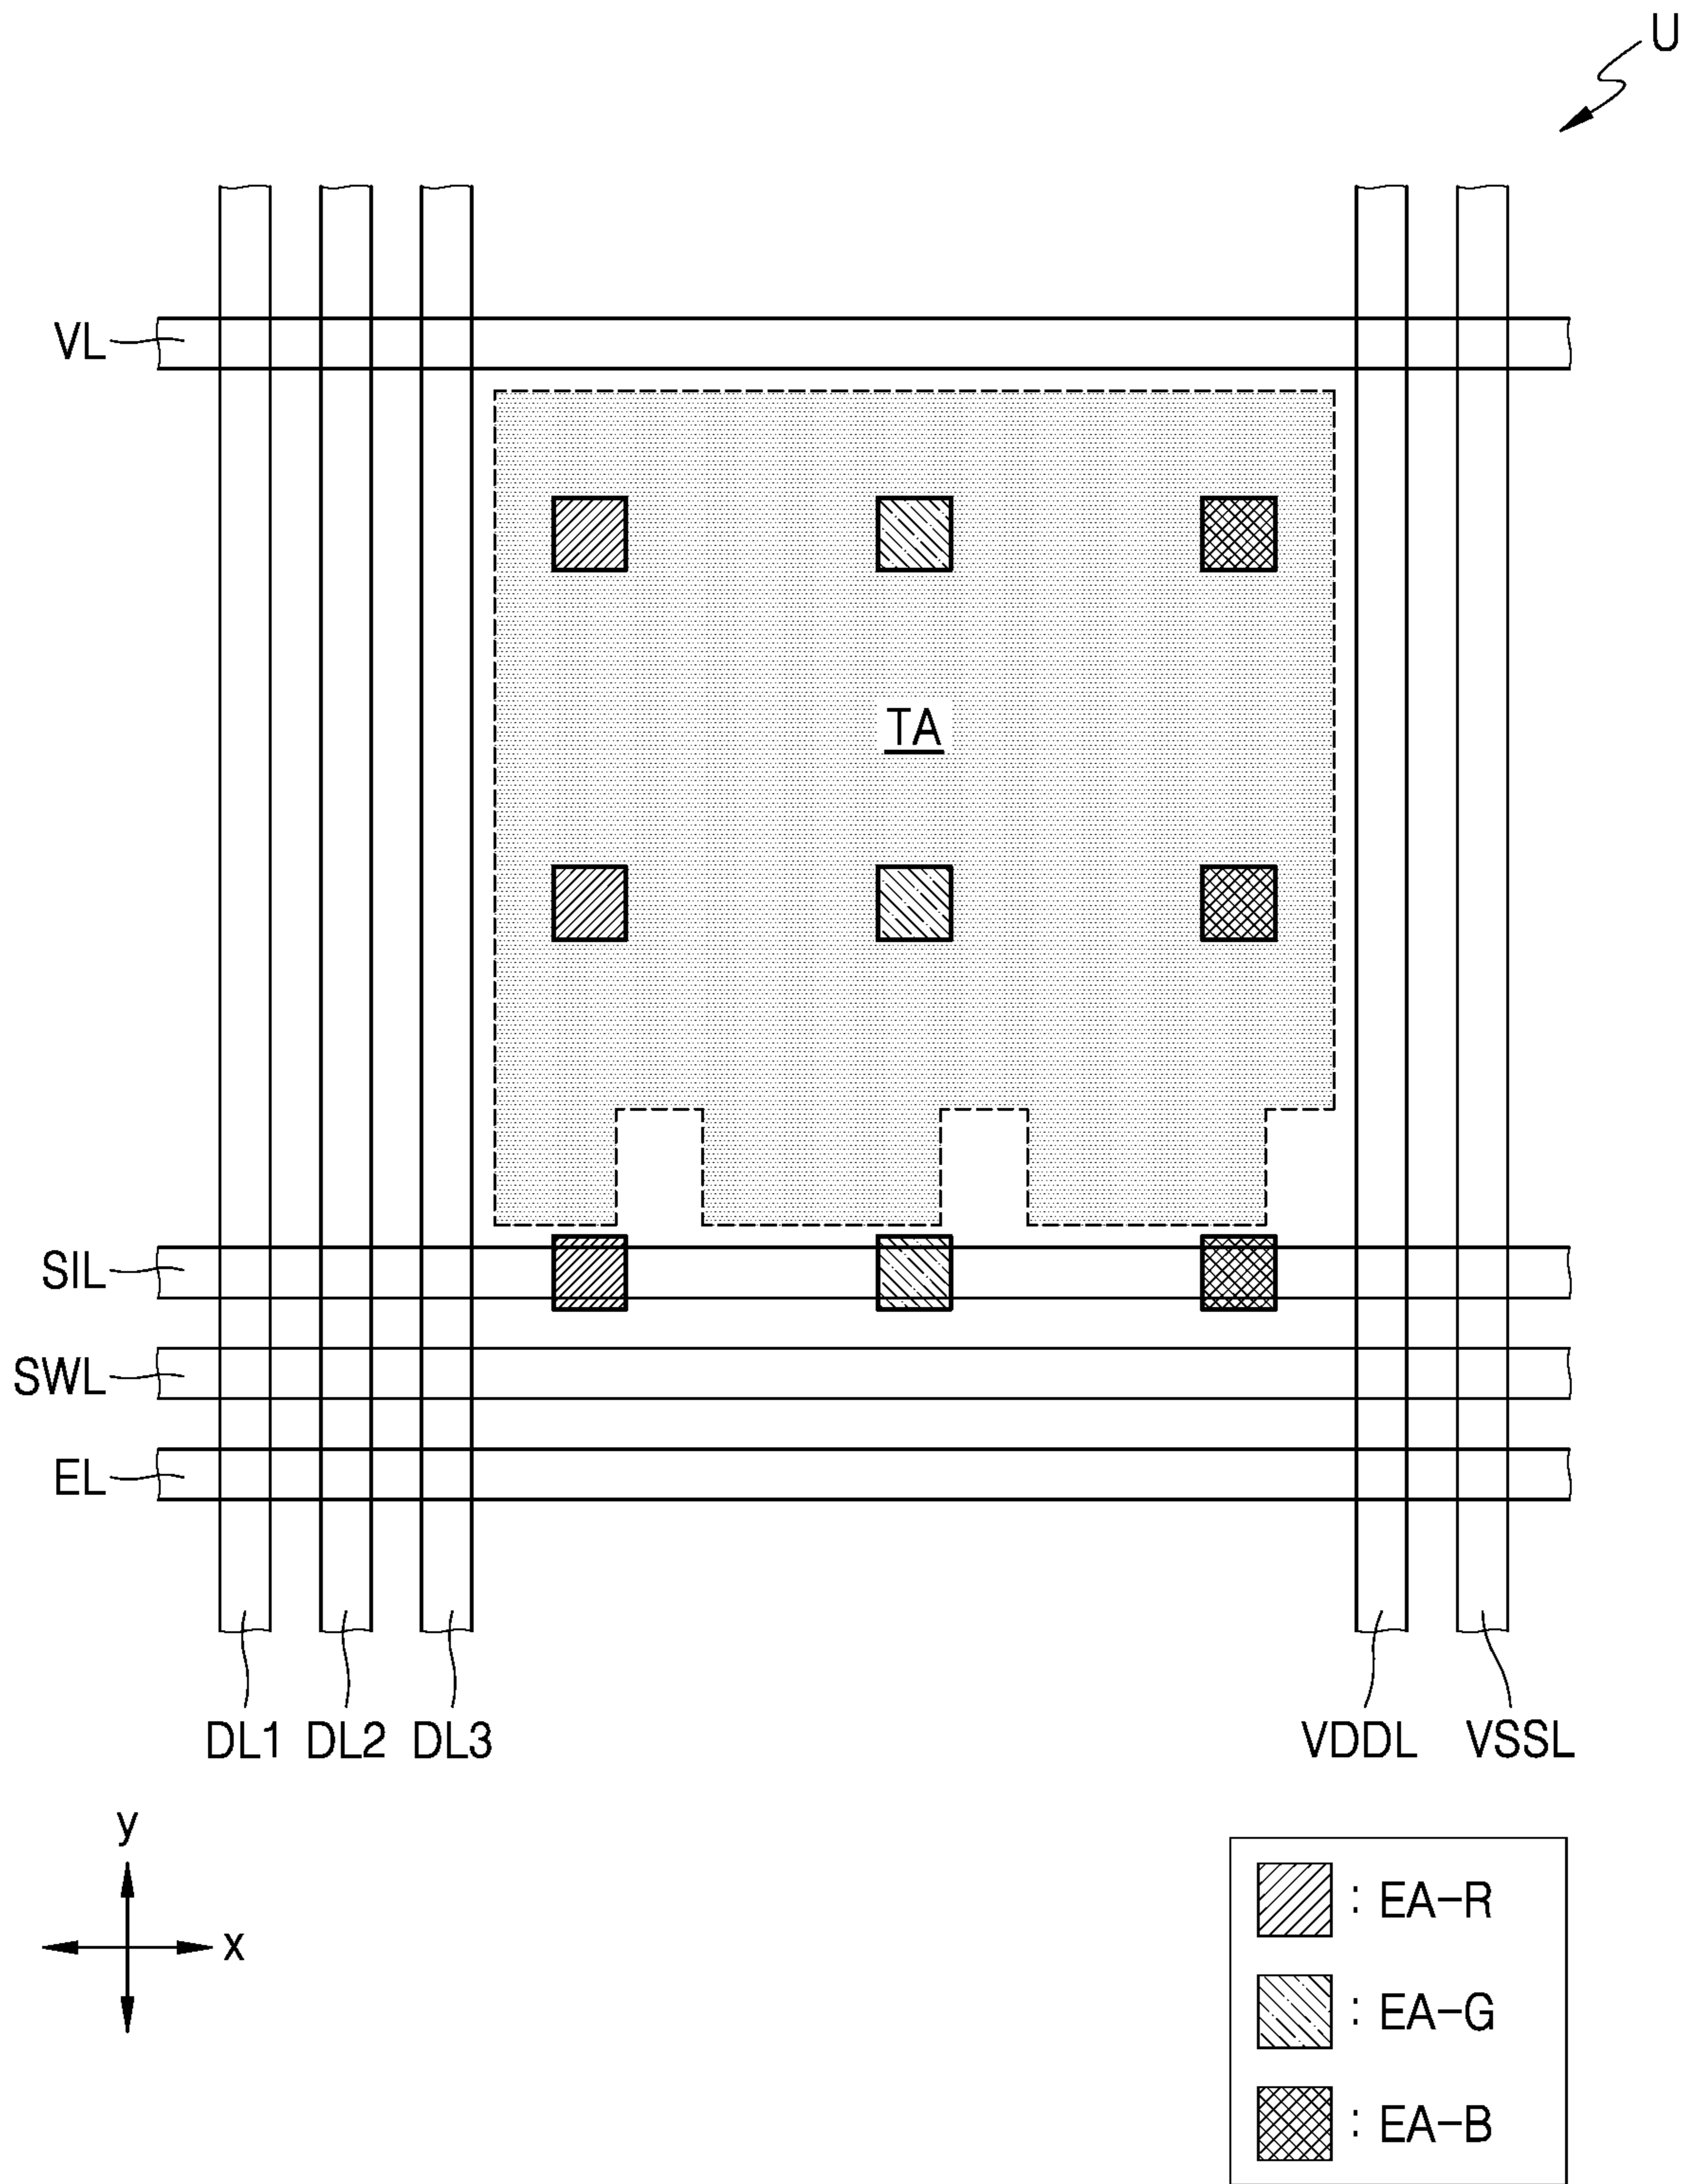 U
VL
TA
SIL
SWL
EL
DL1 DL2 DL3 VDDL VSSL
y
x
: EA-R
: EA-G
: EA-B